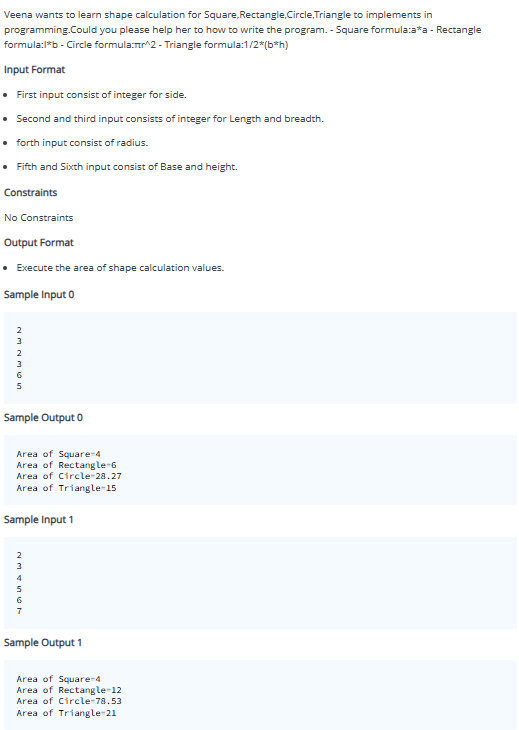 Veena wants to learn shape calculation for Square,Rectangle,Circle,Triangle to implements in
programming.Could you please help her to how to write the program. - Square formula:a*a - Rectangle
formula:l*b - Circle formula:πr^2 - Triangle formula:1/2*(b*h)
Input Format
• First input consist of integer for side.
• Second and third input consists of integer for Length and breadth.
• forth input consist of radius.
• Fifth and Sixth input consist of Base and height.
Constraints
No Constraints
Output Format
• Execute the area of shape calculation values.
Sample Input 0
2
3
2
3
6
5
Sample Output 0
Area of Square=4
Area of Rectangle=6
Area of Circle=28.27
Area of Triangle=15
Sample Input 1
2
3
4
5
6
7
Sample Output 1
Area of Square=4
Area of Rectangle=12
Area of Circle=78.53
Area of Triangle=21